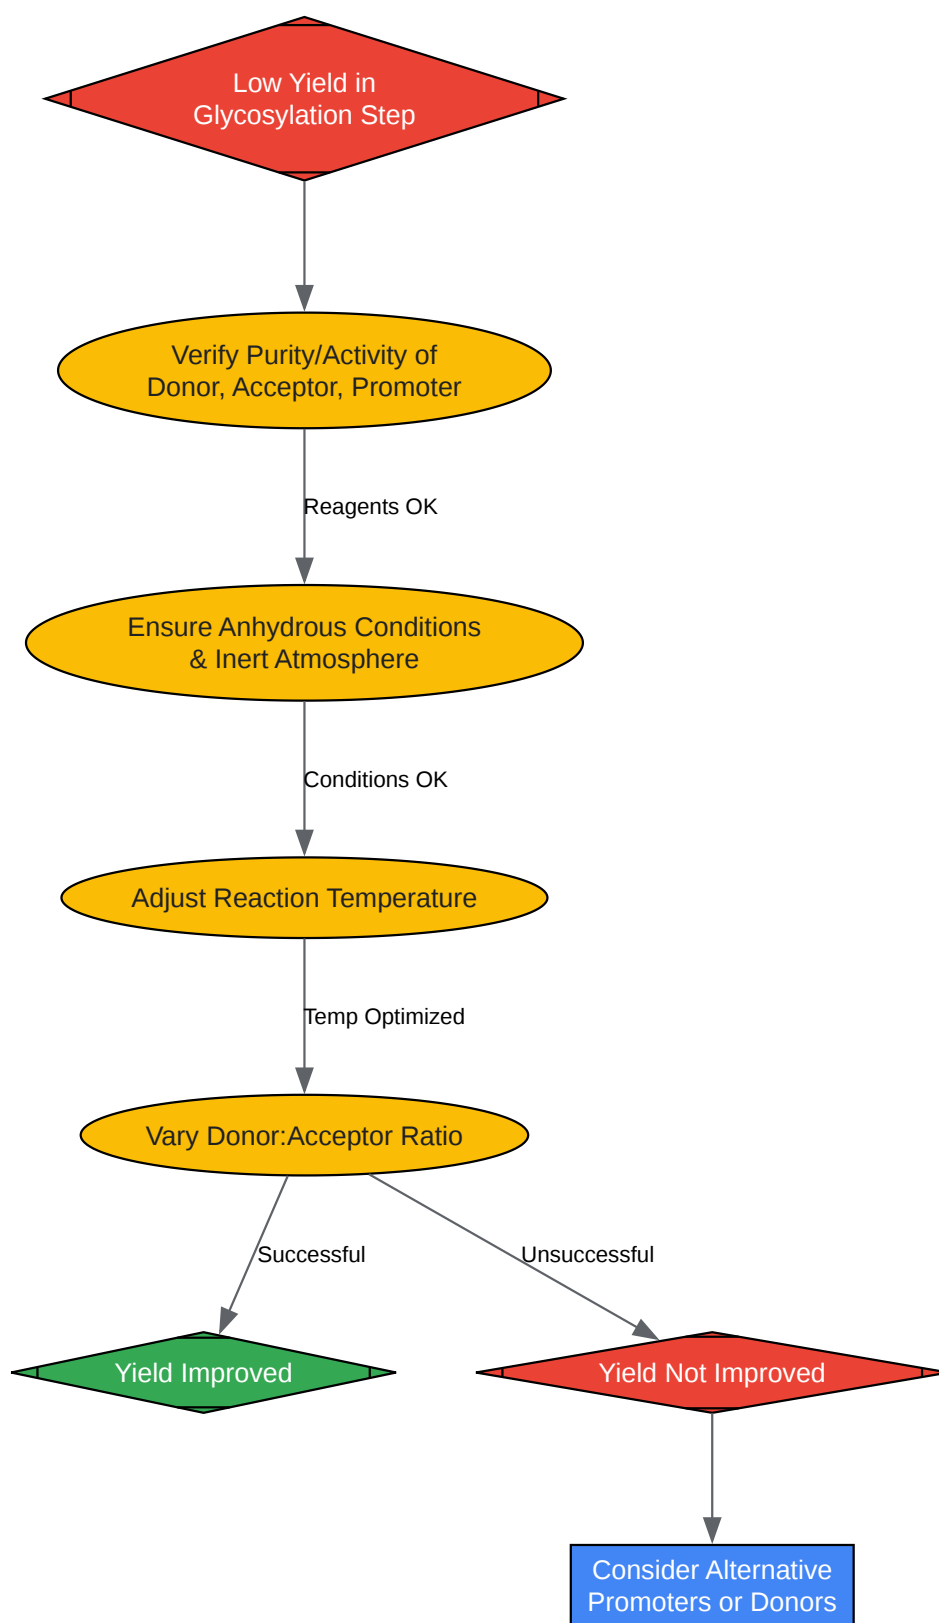 Low Yield in
Glycosylation Step
Verify Purity/Activity of
Donor, Acceptor, Promoter
Reagents OK
Ensure Anhydrous Conditions
& Inert Atmosphere
Conditions OK
Adjust Reaction Temperature
Temp Optimized
Vary Donor:Acceptor Ratio
Successful
Unsuccessful
Yield Improved
Yield Not Improved
Consider Alternative
Promoters or Donors